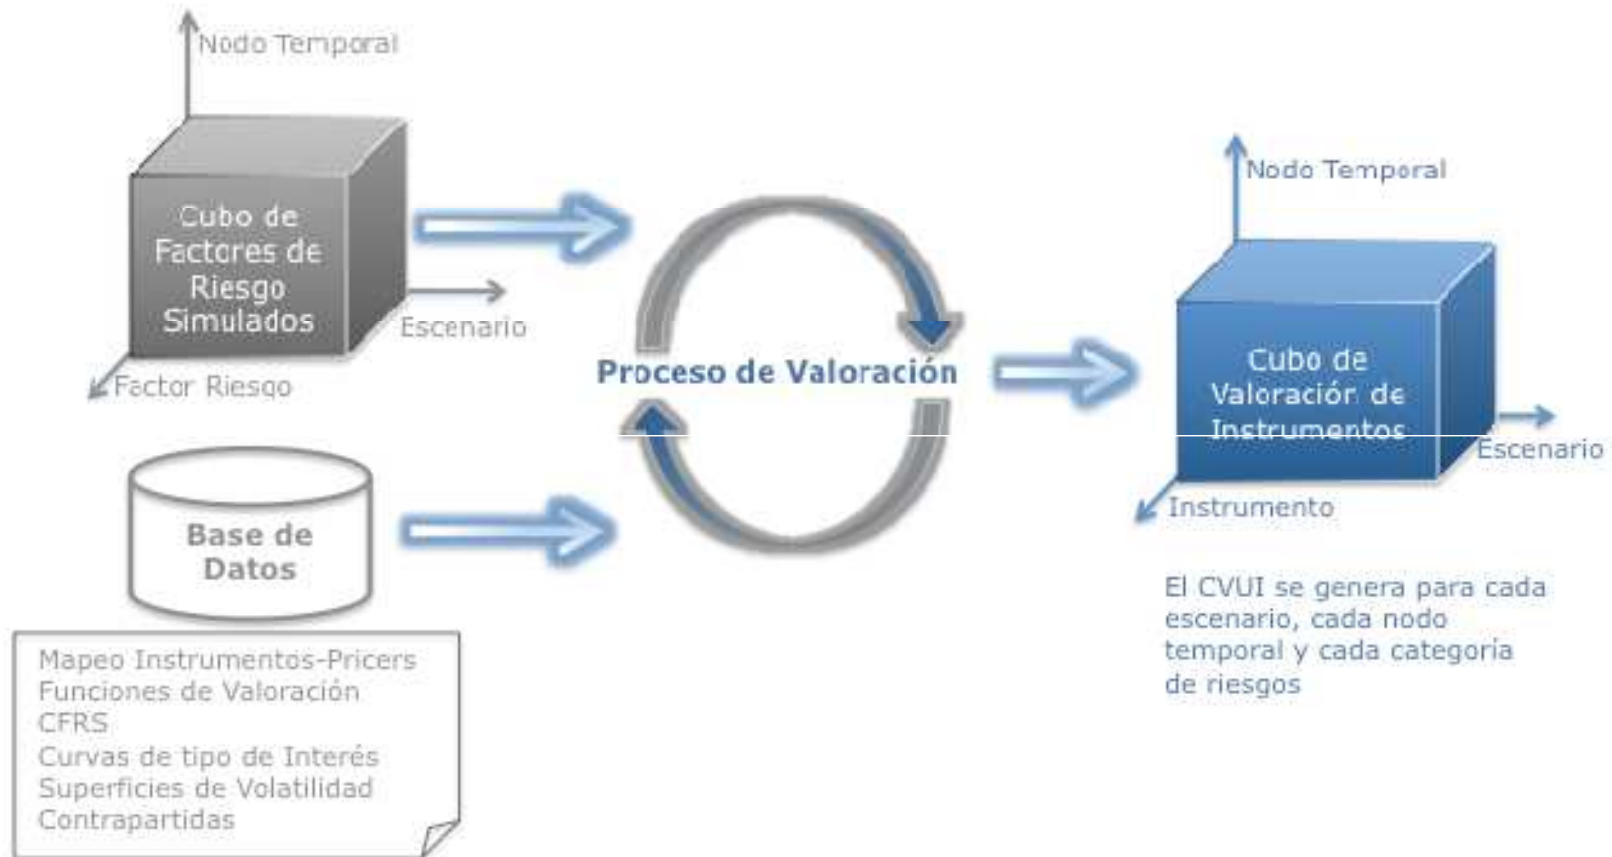 Nodo Temporal
Cubo de
Factores de
Riesgo
Simulados
Escenario
Factor Riesgo
Base de
Datos
Mapeo Instrumentos-Pricers
Funciones de Valoración
CFRS
Curvas de tipo de Interés
Superficies de Volatilidad
Contrapartidas
Proceso de Valoración
Nodo Temporal
Cubo de
Valoración de
Instrumentos
Escenario
Instrumento
El CVUI se genera para cada
escenario, cada nodo
temporal y cada categoría
de riesgos